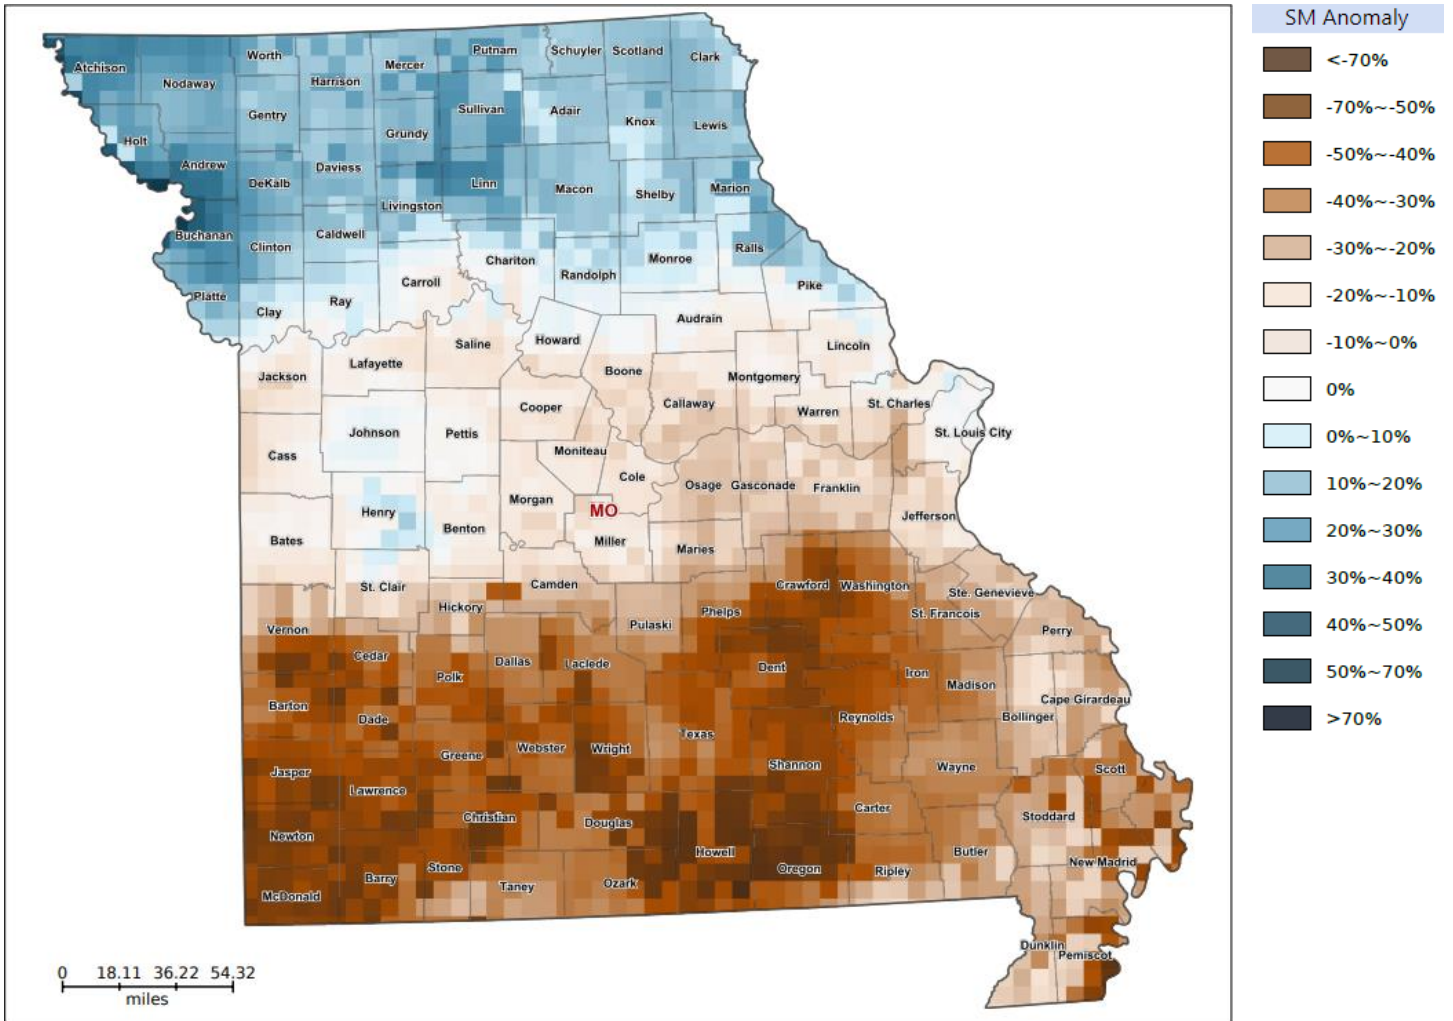 SM Anomaly
<-70%
-70%~-50%
-50%~-40%
-40%~-30%
-30%~-20%
-20%~-10%
-10%~0%
0%
0%~10%
10%~20%
20%~30%
30%~40%
40%~50%
50%~70%
>70%
Atchison
Nodaway
Worth
Harrison
Mercer
Putnam
Schuyler
Scotland
Clark
Holt
Gentry
Grundy
Sullivan
Adair
Knox
Lewis
Andrew
DeKalb
Daviess
Livingston
Linn
Macon
Shelby
Marion
Buchanan
Clinton
Caldwell
Chariton
Randolph
Monroe
Ralls
Platte
Clay
Ray
Carroll
Pike
Saline
Howard
Audrain
Lincoln
Jackson
Lafayette
Boone
Montgomery
Cooper
Callaway
Warren
St. Charles
Johnson
Pettis
St. Louis City
Cass
Moniteau
Cole
Osage
Gasconade
Franklin
Henry
Morgan
MO
Jefferson
Bates
Benton
Miller
Maries
St. Clair
Camden
Crawford
Washington
Ste. Genevieve
Hickory
Phelps
St. Francois
Vernon
Pulaski
Perry
Cedar
Polk
Dallas
Laclede
Dent
Iron
Madison
Barton
Dade
Cape Girardeau
Reynolds
Bollinger
Greene
Webster
Wright
Texas
Jasper
Lawrence
Shannon
Wayne
Scott
Newton
Christian
Douglas
Carter
Stoddard
Barry
Stone
Taney
Ozark
Howell
Oregon
Ripley
Butler
New Madrid
McDonald
Dunklin
Pemiscot
0 18.11 36.22 54.32
miles